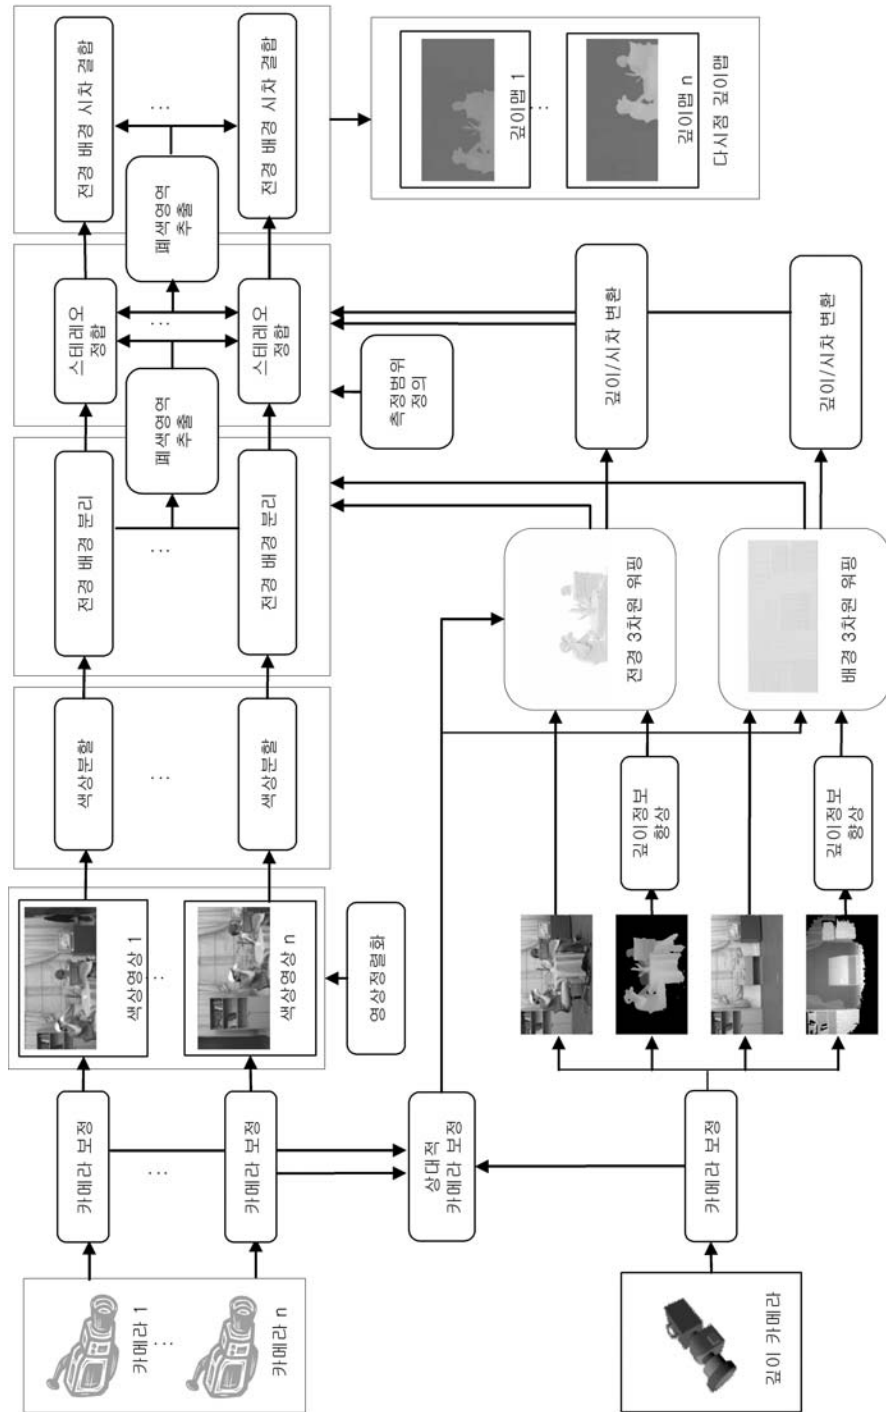 카메라 1
...
카메라 n
깊이 카메라
카메라 보정
...
카메라 보정
상대적
카메라 보정
카메라 보정
색상영상 1
...
색상영상 n
영상정렬화
색상분할
...
색상분할
깊이정보
향상
깊이정보
향상
전경 배경 분리
...
전경 배경 분리
전경 3차원 워핑
배경 3차원 워핑
폐색영역
추출
스테레오
정합
...
스테레오
정합
측정범위
정의
깊이/시차 변환
깊이/시차 변환
폐색영역
추출
전경 배경 시차 결합
...
전경 배경 시차 결합
깊이맵 1
...
깊이맵 n
다시점 깊이맵